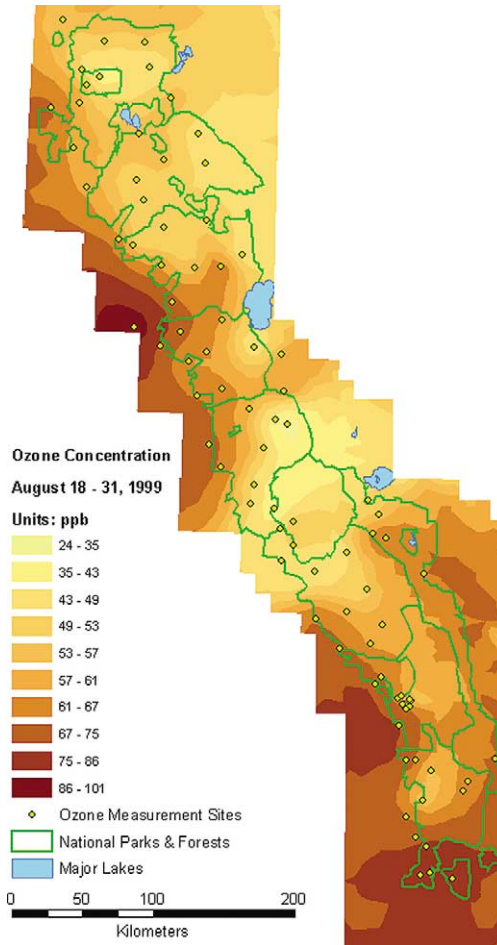 Ozone Concentration
August 18 - 31, 1999
Units: ppb
24 - 35
35 - 43
43 - 49
49 - 53
53 - 57
57 - 61
61 - 67
67 - 75
75 - 86
86 - 101
Ozone Measurement Sites
National Parks & Forests
Major Lakes
0 50 100 200
Kilometers